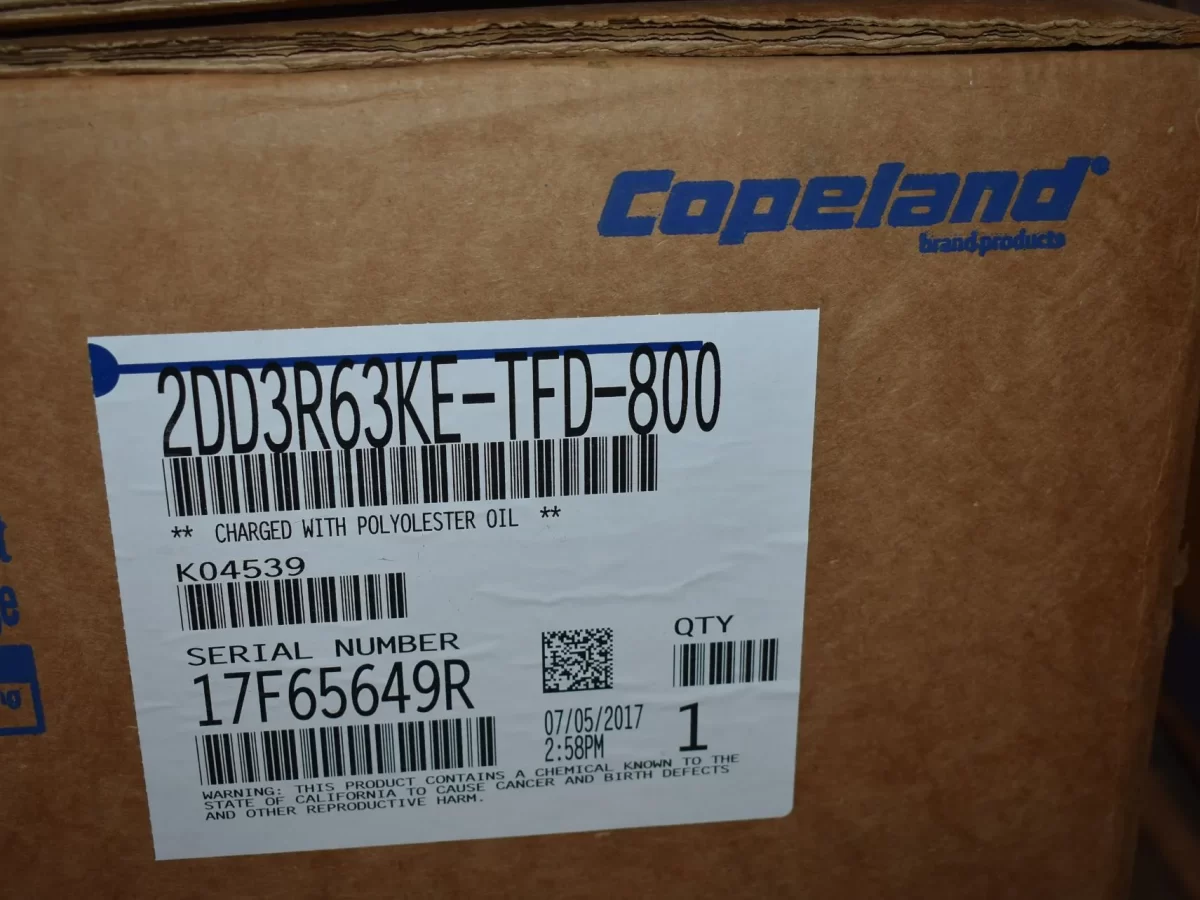 Copeland
brand products
2DD3R63KE-TFD-800
** CHARGED WITH POLYOLESTER OIL **
K04539
SERIAL NUMBER
17F65649R
QTY
1
07/05/2017
2:58PM
WARNING: THIS PRODUCT CONTAINS A CHEMICAL KNOWN TO THE
STATE OF CALIFORNIA TO CAUSE CANCER AND BIRTH DEFECTS
AND OTHER REPRODUCTIVE HARM.